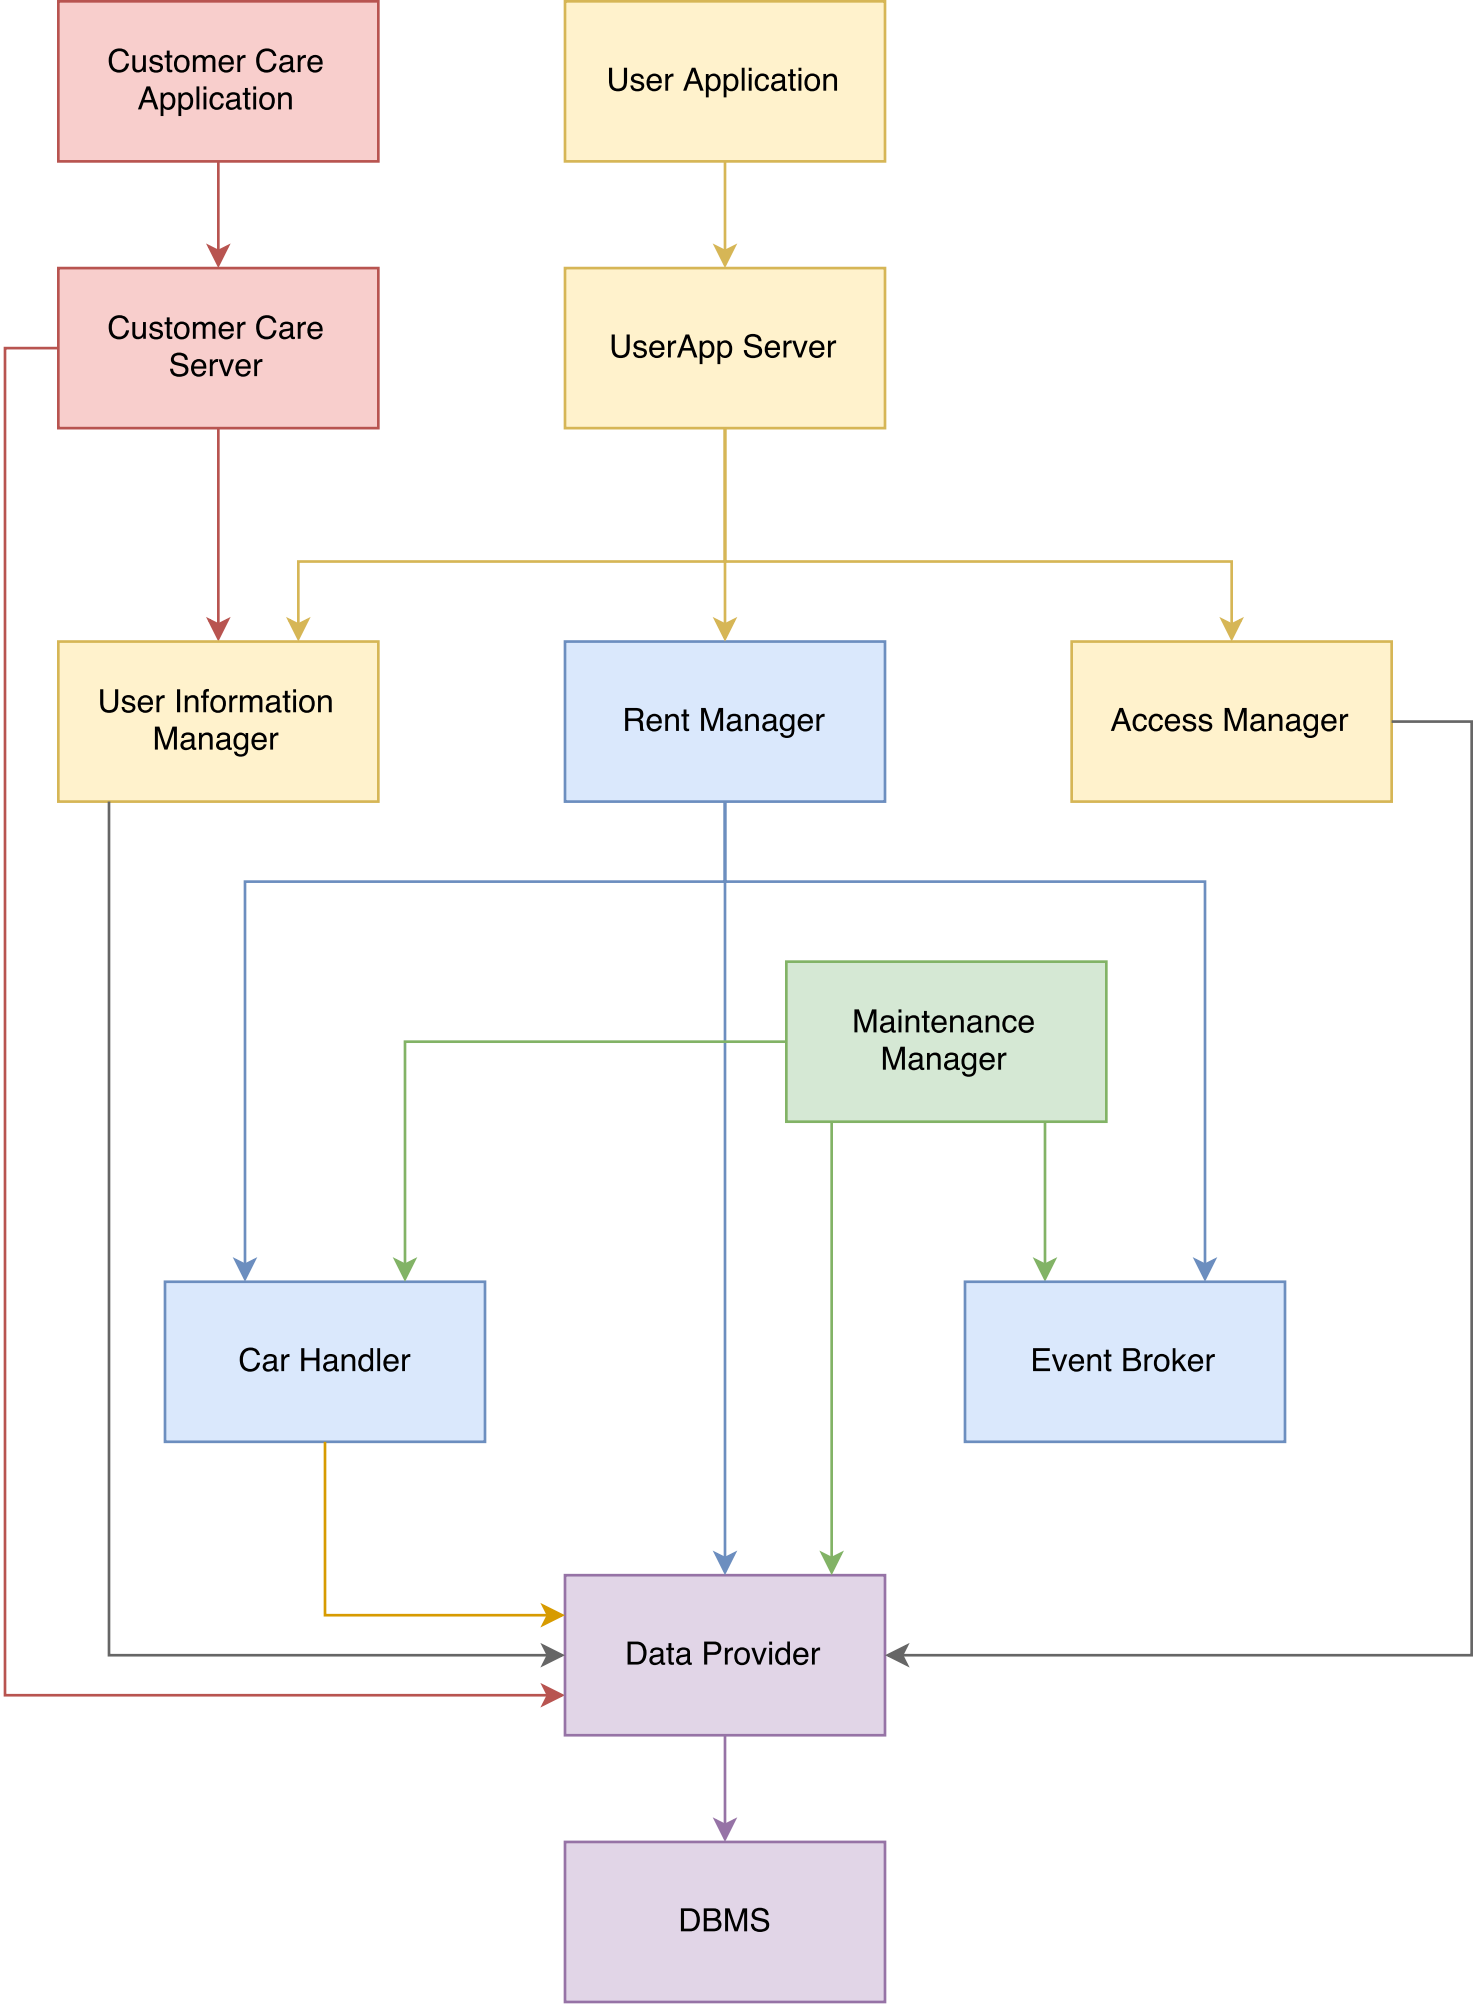 Customer Care
Application
User Application
Customer Care
Server
UserApp Server
User Information
Manager
Rent Manager
Access Manager
Maintenance
Manager
Car Handler
Event Broker
Data Provider
DBMS